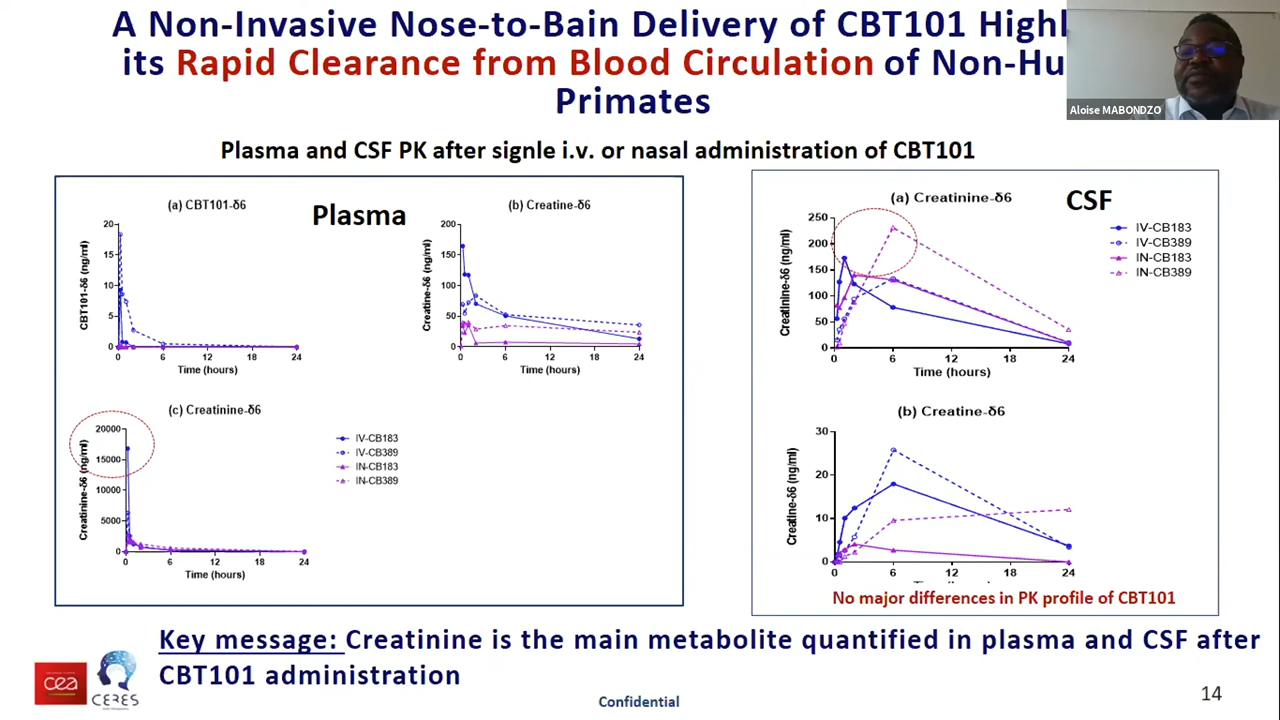 A Non-Invasive Nose-to-Bain Delivery of CBT101 Highl
its Rapid Clearance from Blood Circulation of Non-Hu
Primates
Aloise MABONDZO
Plasma and CSF PK after signle i.v. or nasal administration of CBT101
(a) CBT101-δ6
Plasma
(b) Creatine-δ6
20
15
10
5
0
CBT101-δ6 (ng/ml)
0 6 12 18 24
Time (hours)
200
150
100
50
0
Creatine-δ6 (ng/ml)
0 6 12 18 24
Time (hours)
(c) Creatinine-δ6
20000
15000
10000
5000
0
Creatinine-δ6 (ng/ml)
0 6 12 18 24
Time (hours)
IV-CB183
IV-CB389
IN-CB183
IN-CB389
(a) Creatinine-δ6
CSF
250
200
150
100
50
0
Creatinine-δ6 (ng/ml)
0 6 12 18 24
Time (hours)
IV-CB183
IV-CB389
IN-CB183
IN-CB389
(b) Creatine-δ6
30
20
10
0
Creatine-δ6 (ng/ml)
0 6 12 18 24
No major differences in PK profile of CBT101
Key message: Creatinine is the main metabolite quantified in plasma and CSF after
CBT101 administration
cea
CERES
Confidential
14